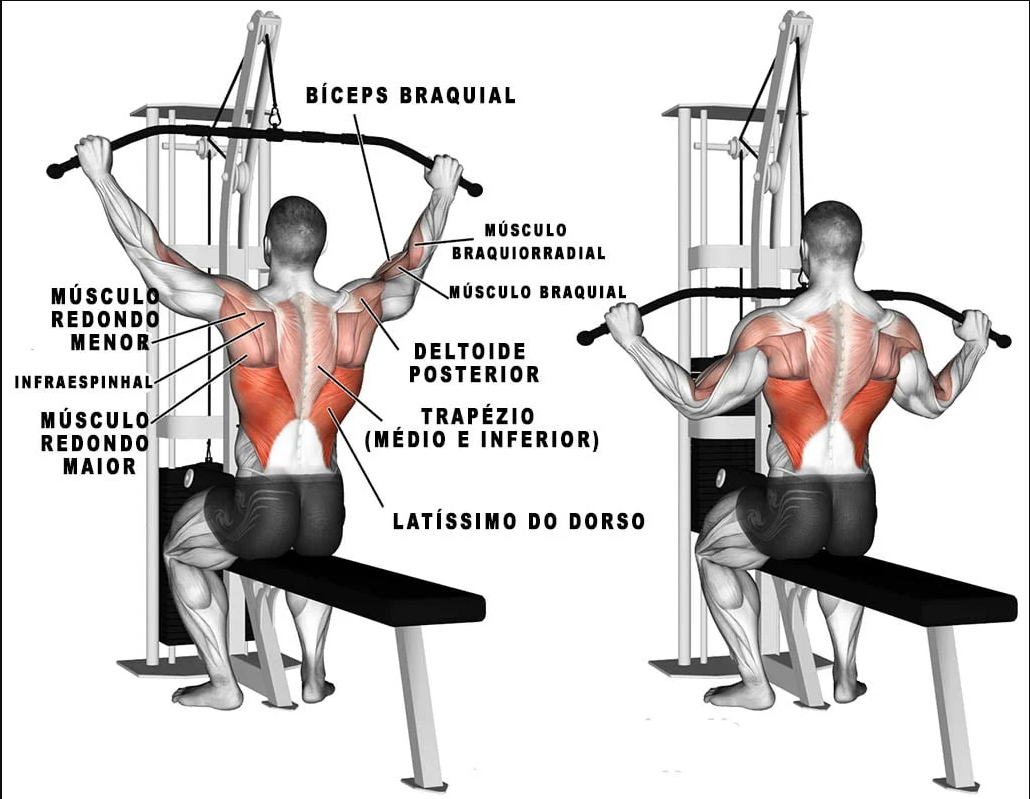 BÍCEPS BRAQUIAL
MÚSCULO
BRAQUIORRADIAL
MÚSCULO BRAQUIAL
MÚSCULO
REDONDO
MENOR
DELTOIDE
POSTERIOR
INFRAESPINHAL
TRAPÉZIO
(MÉDIO E INFERIOR)
MÚSCULO
REDONDO
MAIOR
LATÍSSIMO DO DORSO